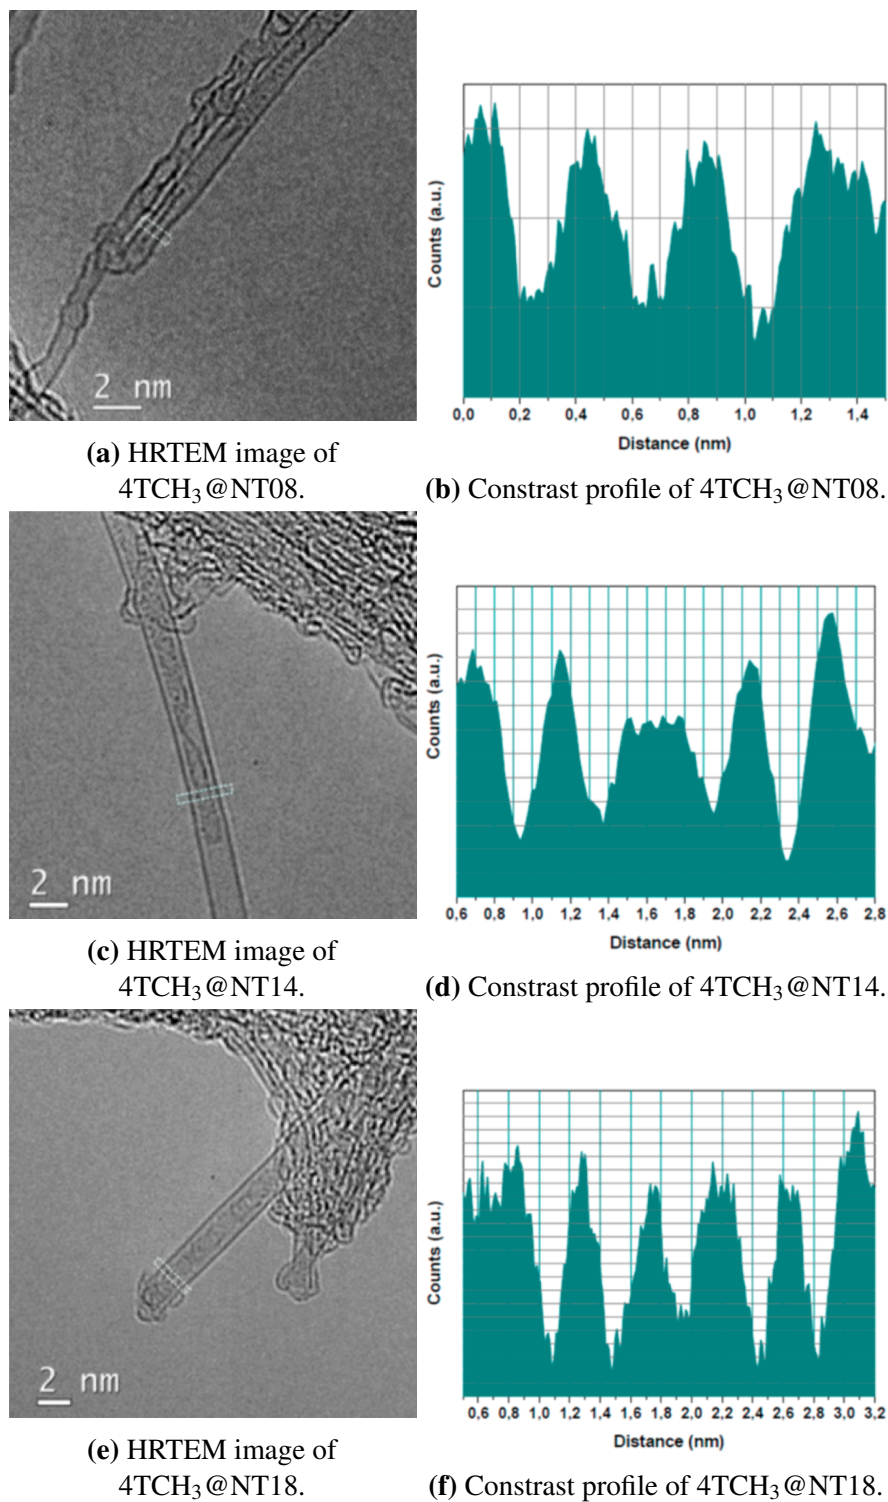 2 nm
Counts (a.u.)
0,0 0,2 0,4 0,6 0,8 1,0 1,2 1,4
Distance (nm)
(a) HRTEM image of
4TCH₃@NT08.
(b) Constrast profile of 4TCH₃@NT08.
2 nm
Counts (a.u.)
0,6 0,8 1,0 1,2 1,4 1,6 1,8 2,0 2,2 2,4 2,6 2,8
Distance (nm)
(c) HRTEM image of
4TCH₃@NT14.
(d) Constrast profile of 4TCH₃@NT14.
2 nm
Counts (a.u.)
0,6 0,8 1,0 1,2 1,4 1,6 1,8 2,0 2,2 2,4 2,6 2,8 3,0 3,2
Distance (nm)
(e) HRTEM image of
4TCH₃@NT18.
(f) Constrast profile of 4TCH₃@NT18.